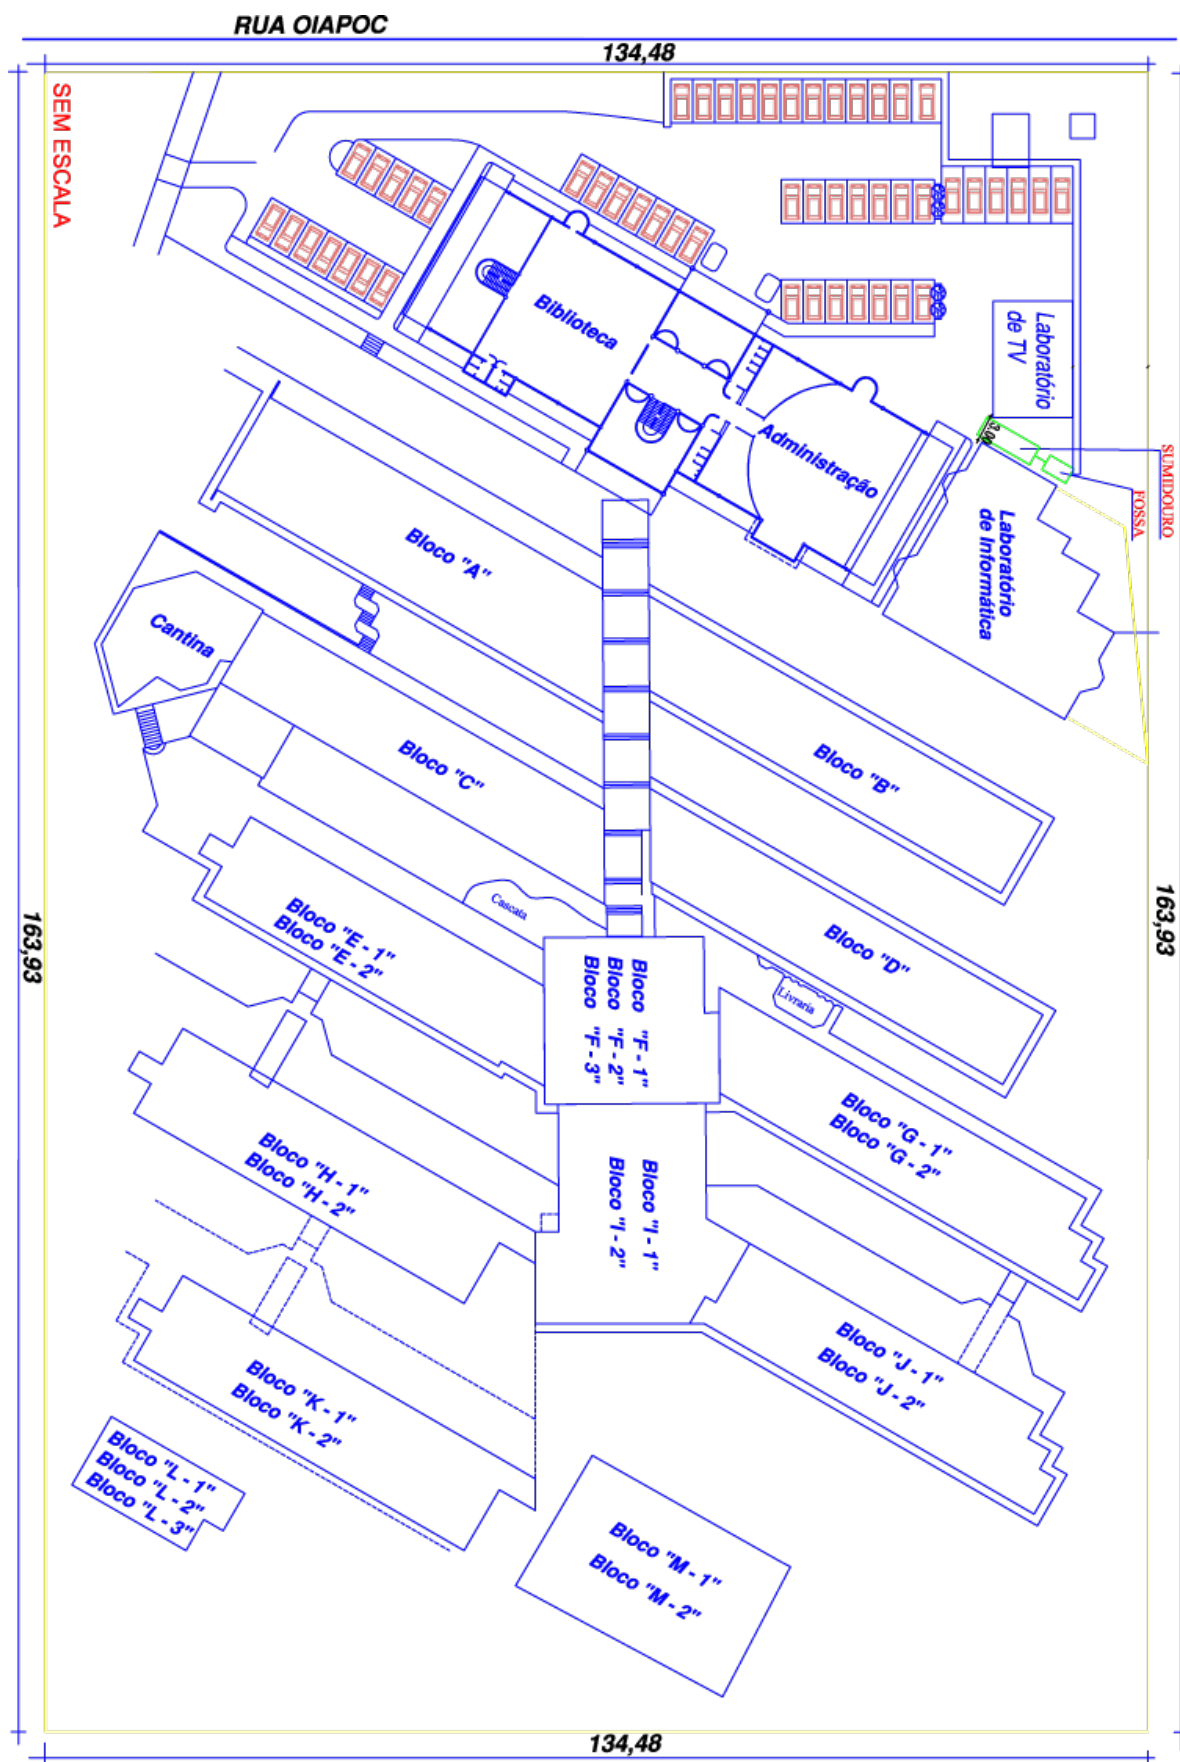 RUA OIAPOC
134,48
SEM ESCALA
Biblioteca
Laboratório
de TV
3.00
Administração
SUMIDOURO
FOSSA
Laboratório
de Informática
Bloco "A"
Cantina
Bloco "C"
Bloco "B"
Cascata
Bloco "E - 1"
Bloco "E - 2"
Bloco "D"
163,93
163,93
Bloco "F - 1"
Bloco "F - 2"
Bloco "F - 3"
Livraria
Bloco "G - 1"
Bloco "G - 2"
Bloco "H - 1"
Bloco "H - 2"
Bloco "I - 1"
Bloco "I - 2"
Bloco "J - 1"
Bloco "J - 2"
Bloco "K - 1"
Bloco "K - 2"
Bloco "L - 1"
Bloco "L - 2"
Bloco "L - 3"
Bloco "M - 1"
Bloco "M - 2"
134,48